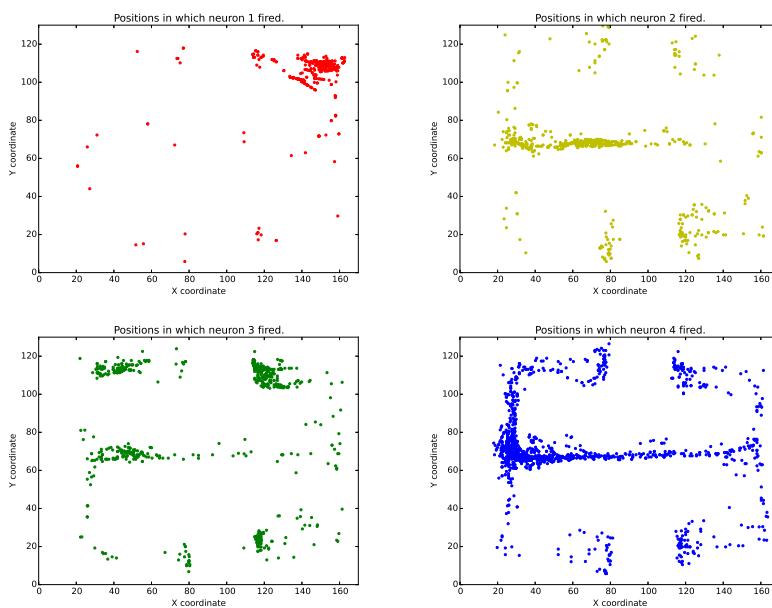 Positions in which neuron 1 fired.
Y coordinate
120
100
80
60
40
20
0
0 20 40 60 80 100 120 140 160
X coordinate
Positions in which neuron 2 fired.
Y coordinate
120
100
80
60
40
20
0
0 20 40 60 80 100 120 140 160
X coordinate
Positions in which neuron 3 fired.
Y coordinate
120
100
80
60
40
20
0
0 20 40 60 80 100 120 140 160
X coordinate
Positions in which neuron 4 fired.
Y coordinate
120
100
80
60
40
20
0
0 20 40 60 80 100 120 140 160
X coordinate